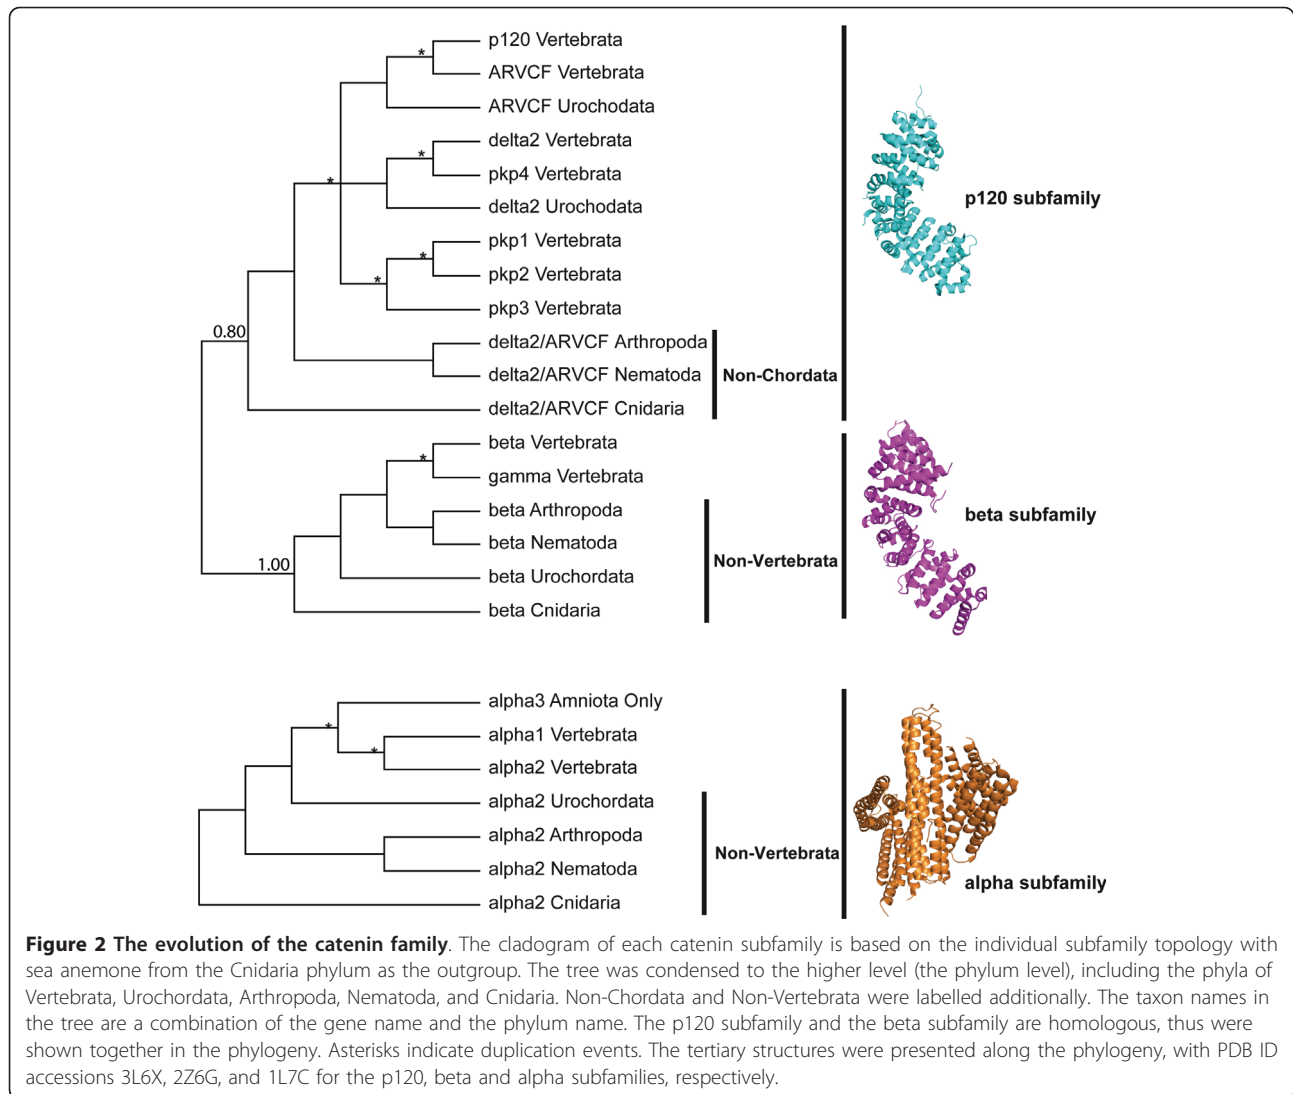 p120 Vertebrata
*
ARVCF Vertebrata
ARVCF Urochodata
delta2 Vertebrata
*
pkp4 Vertebrata
*
delta2 Urochodata
p120 subfamily
pkp1 Vertebrata
*
pkp2 Vertebrata
*
pkp3 Vertebrata
0.80
delta2/ARVCF Arthropoda
delta2/ARVCF Nematoda
Non-Chordata
delta2/ARVCF Cnidaria
beta Vertebrata
*
gamma Vertebrata
beta Arthropoda
beta subfamily
beta Nematoda
1.00
Non-Vertebrata
beta Urochordata
beta Cnidaria
alpha3 Amniota Only
*
alpha1 Vertebrata
*
alpha2 Vertebrata
alpha2 Urochordata
alpha2 Arthropoda
Non-Vertebrata
alpha2 Nematoda
alpha subfamily
alpha2 Cnidaria
Figure 2 The evolution of the catenin family. The cladogram of each catenin subfamily is based on the individual subfamily topology with
sea anemone from the Cnidaria phylum as the outgroup. The tree was condensed to the higher level (the phylum level), including the phyla of
Vertebrata, Urochordata, Arthropoda, Nematoda, and Cnidaria. Non-Chordata and Non-Vertebrata were labelled additionally. The taxon names in
the tree are a combination of the gene name and the phylum name. The p120 subfamily and the beta subfamily are homologous, thus were
shown together in the phylogeny. Asterisks indicate duplication events. The tertiary structures were presented along the phylogeny, with PDB ID
accessions 3L6X, 2Z6G, and 1L7C for the p120, beta and alpha subfamilies, respectively.